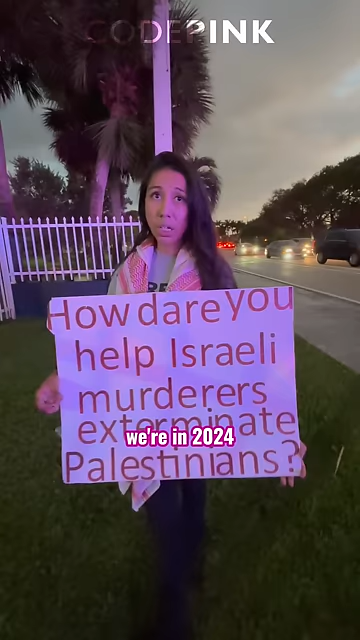 CODEPINK
How dare you
help Israeli
murderers
exterminate
we're in 2024
Palestinians?